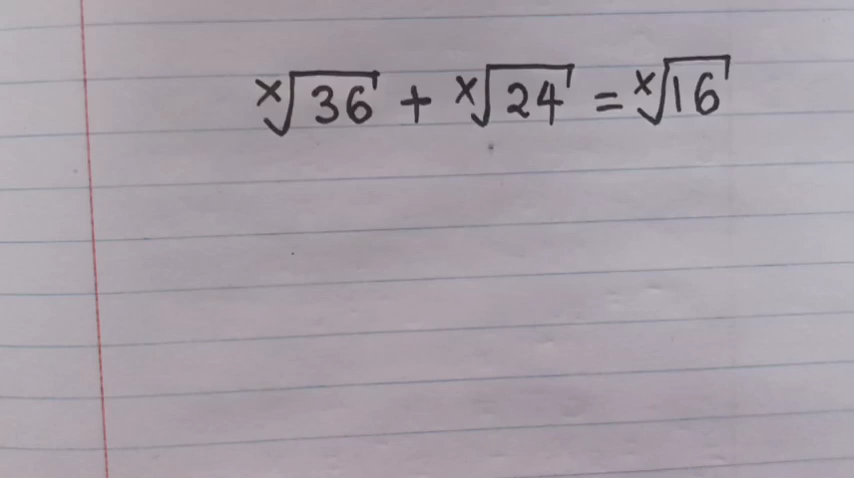 ˣ√36 + ˣ√24 = ˣ√16